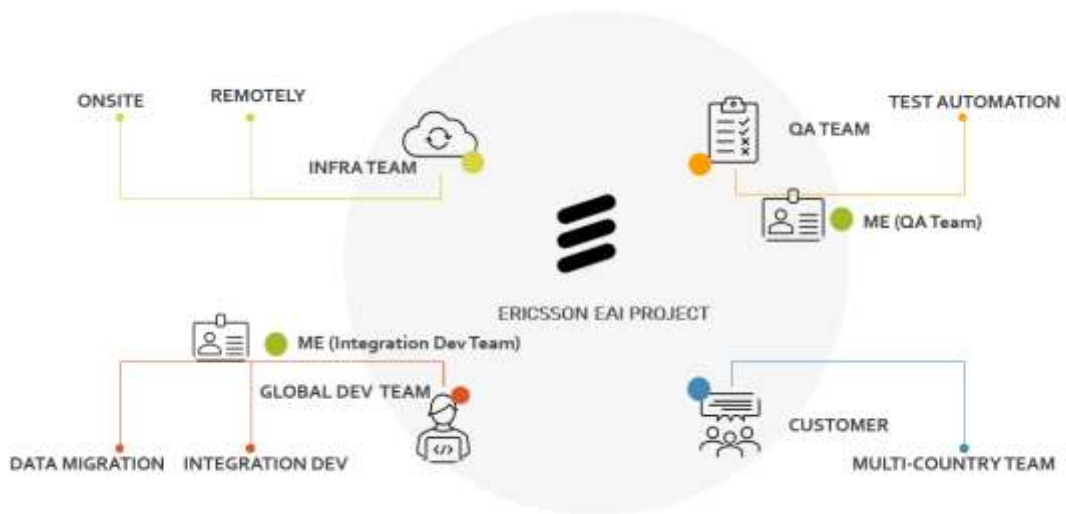 ONSITE
REMOTELY
INFRA TEAM
QA TEAM
TEST AUTOMATION
ME (QA Team)
ERICSSON EAI PROJECT
ME (Integration Dev Team)
GLOBAL DEV TEAM
</>
DATA MIGRATION
INTEGRATION DEV
CUSTOMER
MULTI-COUNTRY TEAM